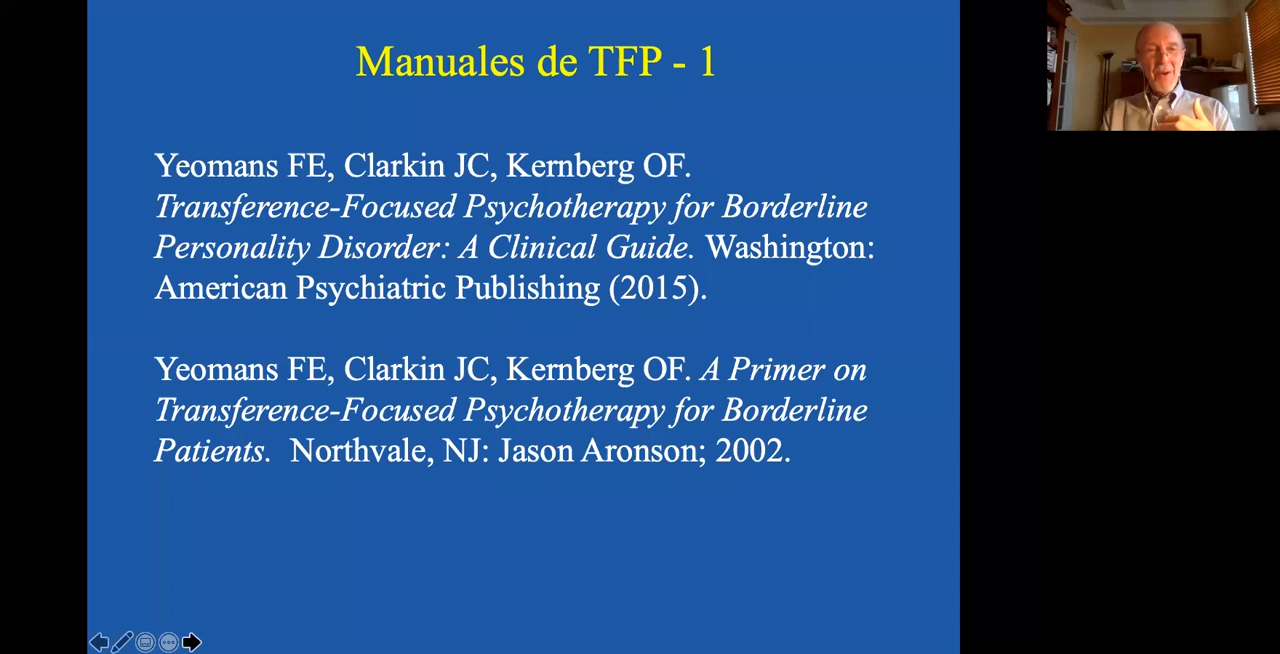 Manuales de TFP - 1
Yeomans FE, Clarkin JC, Kernberg OF.
Transference-Focused Psychotherapy for Borderline
Personality Disorder: A Clinical Guide. Washington:
American Psychiatric Publishing (2015).
Yeomans FE, Clarkin JC, Kernberg OF. A Primer on
Transference-Focused Psychotherapy for Borderline
Patients. Northvale, NJ: Jason Aronson; 2002.